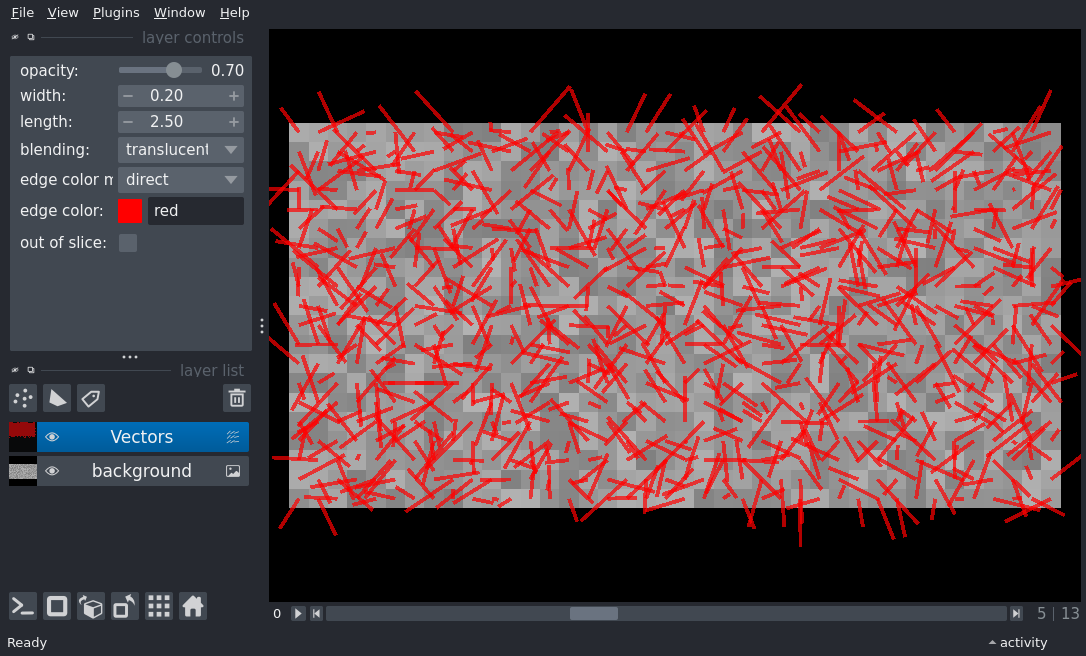 File View Plugins Window Help
layer controls
opacity: 0.70
width: 0.20
length: 2.50
blending: translucent
edge color m direct
edge color: red
out of slice:
layer list
Vectors
background
0 5 | 13
Ready activity